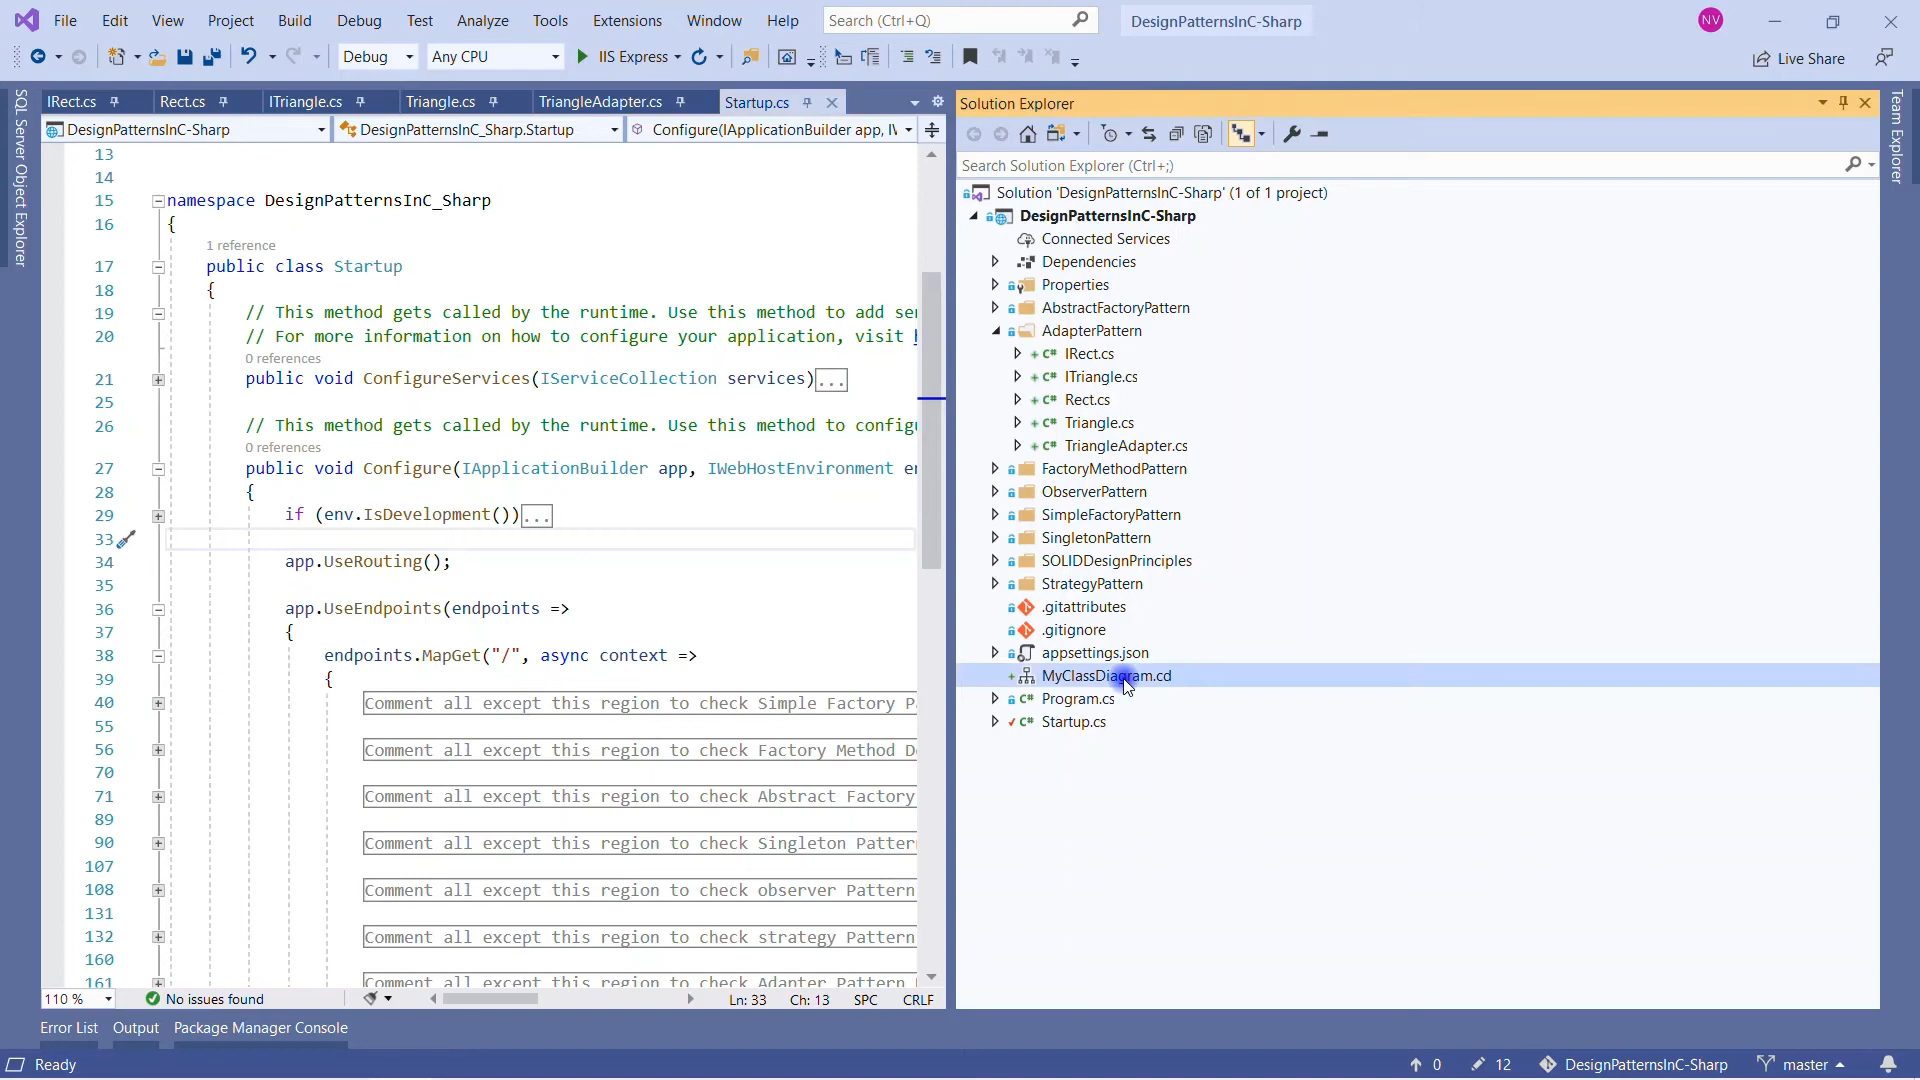 File Edit View Project Build Debug Test Analyze Tools Extensions Window Help Search (Ctrl+Q) DesignPatternsInC-Sharp NV
Debug Any CPU IIS Express Live Share
SQL Server Object Explorer
IRect.cs Rect.cs ITriangle.cs Triangle.cs TriangleAdapter.cs Startup.cs
DesignPatternsInC-Sharp DesignPatternsInC_Sharp.Startup Configure(IApplicationBuilder app, IV
13
14
15 namespace DesignPatternsInC_Sharp
16 {
1 reference
17 public class Startup
18 {
19 // This method gets called by the runtime. Use this method to add ser
20 // For more information on how to configure your application, visit h
0 references
21 public void ConfigureServices(IServiceCollection services)...
25
26 // This method gets called by the runtime. Use this method to configu
0 references
27 public void Configure(IApplicationBuilder app, IWebHostEnvironment en
28 {
29 if (env.IsDevelopment())...
33
34 app.UseRouting();
35
36 app.UseEndpoints(endpoints =>
37 {
38 endpoints.MapGet("/", async context =>
39 {
40 Comment all except this region to check Simple Factory P
55
56 Comment all except this region to check Factory Method D
70
71 Comment all except this region to check Abstract Factory
89
90 Comment all except this region to check Singleton Patter
107
108 Comment all except this region to check observer Pattern
131
132 Comment all except this region to check strategy Pattern
160
161 Comment all except this region to check Adapter Pattern
110 % No issues found Ln: 33 Ch: 13 SPC CRLF
Solution Explorer
Search Solution Explorer (Ctrl+;)
Solution 'DesignPatternsInC-Sharp' (1 of 1 project)
DesignPatternsInC-Sharp
Connected Services
Dependencies
Properties
AbstractFactoryPattern
AdapterPattern
C# IRect.cs
C# ITriangle.cs
C# Rect.cs
C# Triangle.cs
C# TriangleAdapter.cs
FactoryMethodPattern
ObserverPattern
SimpleFactoryPattern
SingletonPattern
SOLIDDesignPrinciples
StrategyPattern
.gitattributes
.gitignore
appsettings.json
MyClassDiagram.cd
C# Program.cs
C# Startup.cs
Team Explorer
Error List Output Package Manager Console
Ready 0 12 DesignPatternsInC-Sharp master